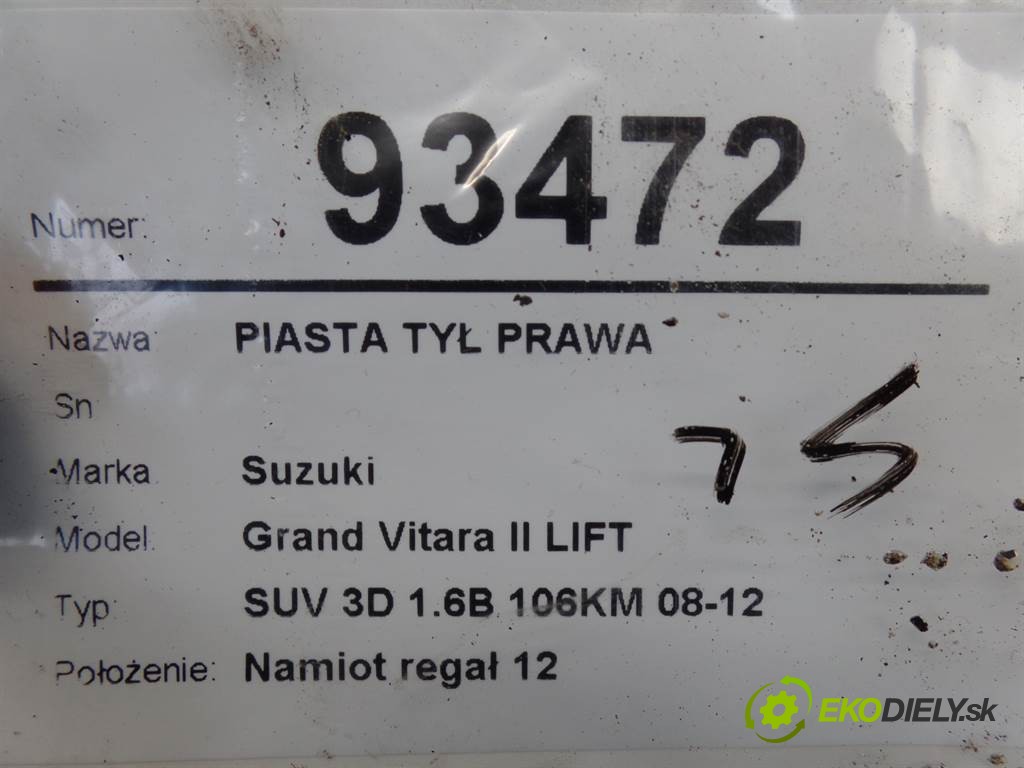 Numer: 93472
Nazwa PIASTA TYŁ PRAWA
Sn
Marka Suzuki
Model Grand Vitara II LIFT
Typ: SUV 3D 1.6B 106KM 08-12
Położenie: Namiot regał 12
EKODIELY.sk